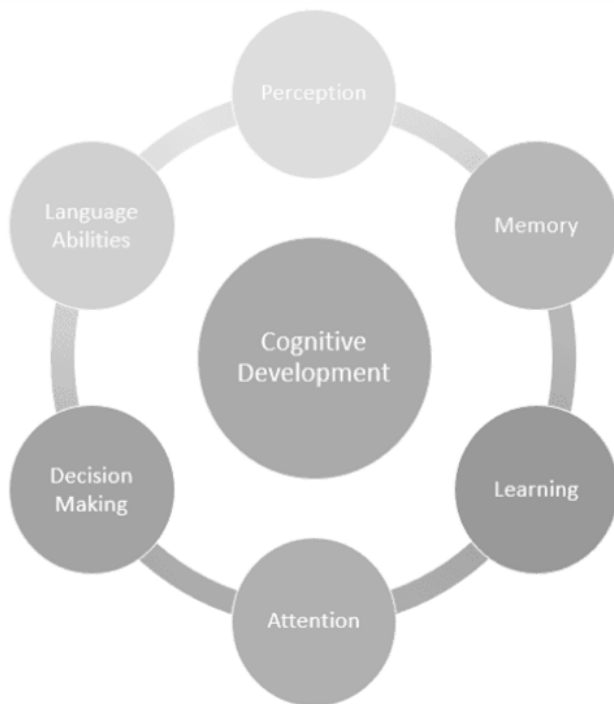 Perception
Language
Abilities
Memory
Cognitive
Development
Decision
Making
Learning
Attention